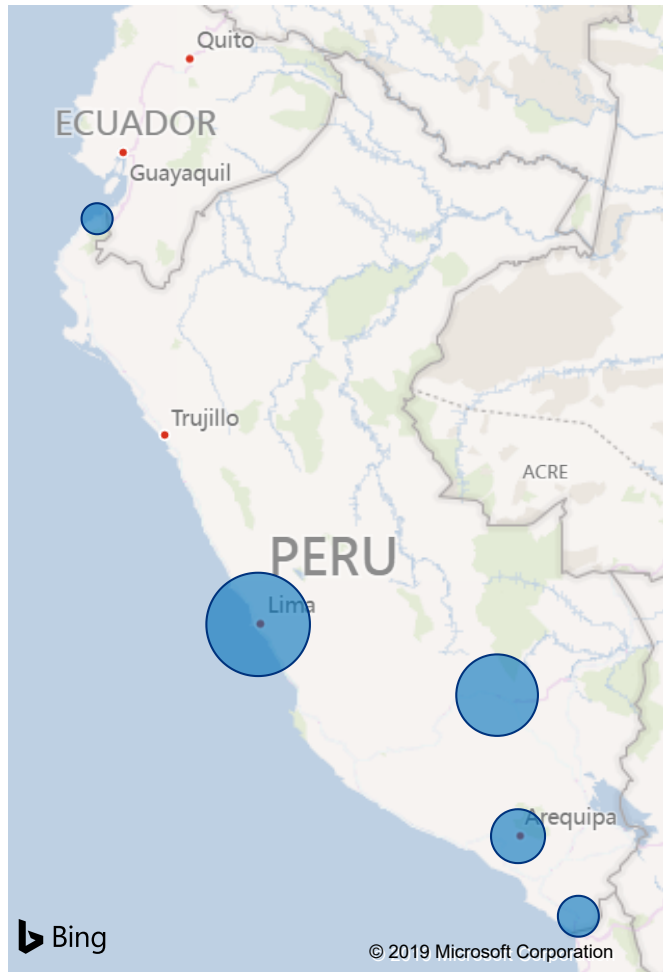 Quito
ECUADOR
Guayaquil
Trujillo
ACRE
PERU
Lima
Arequipa
Bing
© 2019 Microsoft Corporation